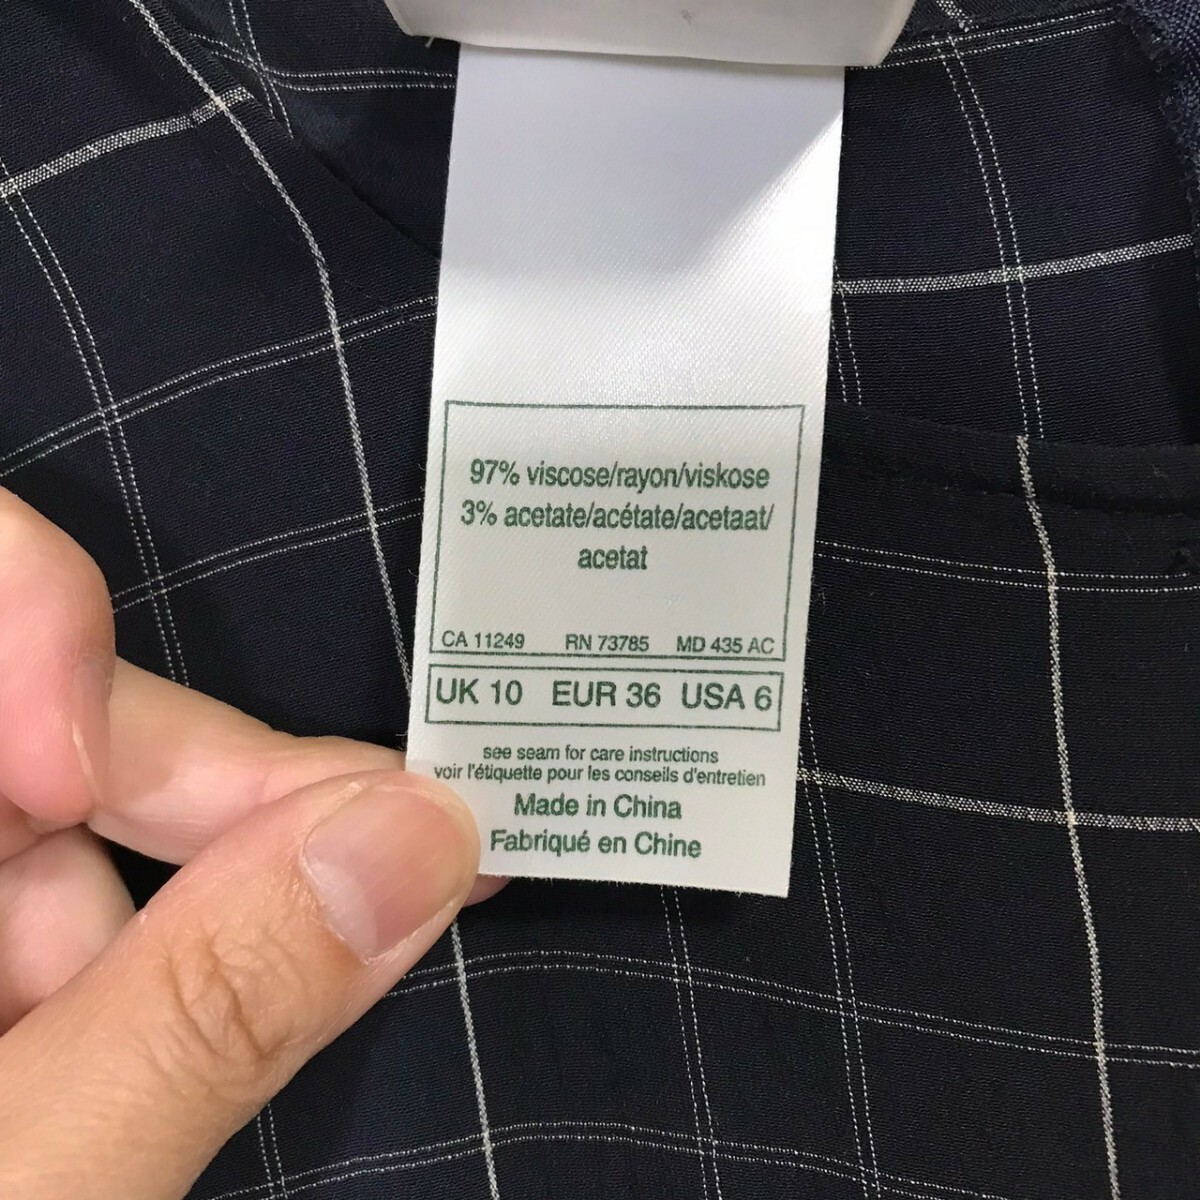 97% viscose/rayon/viskose
3% acetate/acétate/acetaat/
acetat
CA 11249 RN 73785 MD 435 AC
UK 10 EUR 36 USA 6
see seam for care instructions
voir l'étiquette pour les conseils d'entretien
Made in China
Fabriqué en Chine